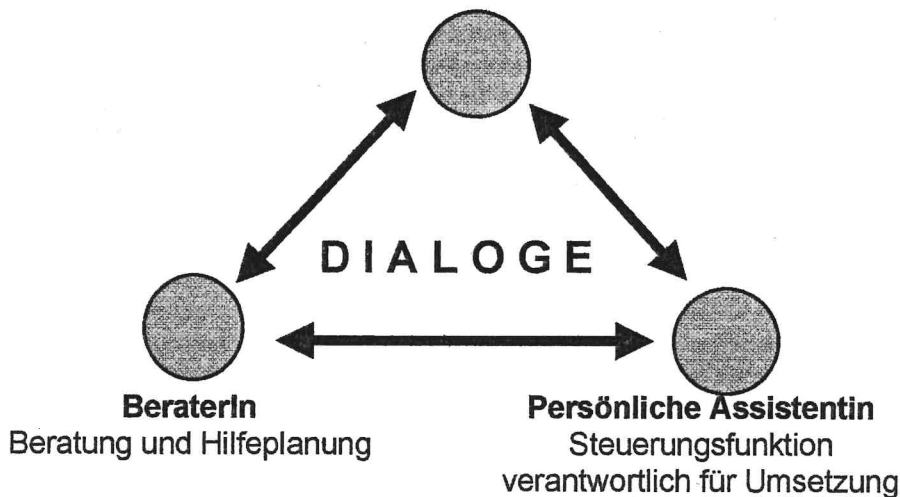 DIALOGE
BeraterIn
Beratung und Hilfeplanung
Persönliche Assistentin
Steuerungsfunktion
verantwortlich für Umsetzung